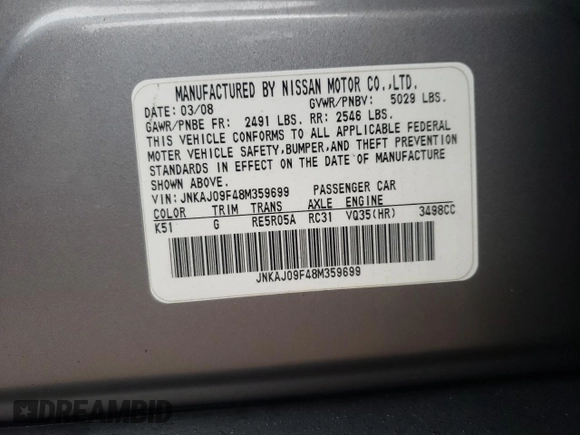 MANUFACTURED BY NISSAN MOTOR CO.,LTD.
DATE: 03/08 GVWR/PNBV: 5029 LBS.
GAWR/PNBE FR: 2491 LBS. RR: 2546 LBS.
THIS VEHICLE CONFORMS TO ALL APPLICABLE FEDERAL
MOTER VEHICLE SAFETY,BUMPER,AND THEFT PREVENTION
STANDARDS IN EFFECT ON THE DATE OF MANUFACTURE
SHOWN ABOVE.
VIN:JNKAJ09F48M359699 PASSENGER CAR
COLOR TRIM TRANS AXLE ENGINE
K51 G RE5R05A RC31 VQ35(HR) 3498CC
JNKAJ09F48M359699
DREAMBID